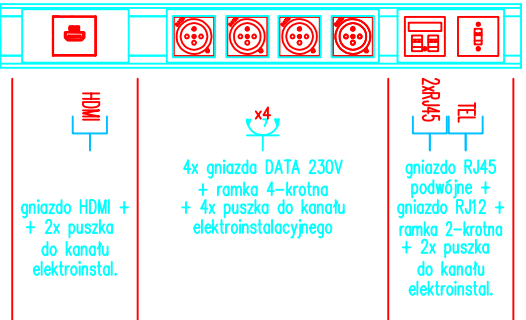 HDMI
gniazdo HDMI +
+ 2x puszka
do kanału
elektroinstal.
x4
4x gniazda DATA 230V
+ ramka 4-krotna
+ 4x puszka do kanału
elektroinstalacyjnego
2xRJ45
TEL
gniazdo RJ45
podwójne +
gniazdo RJ12 +
ramka 2-krotna
+ 2x puszka
do kanału
elektroinstal.